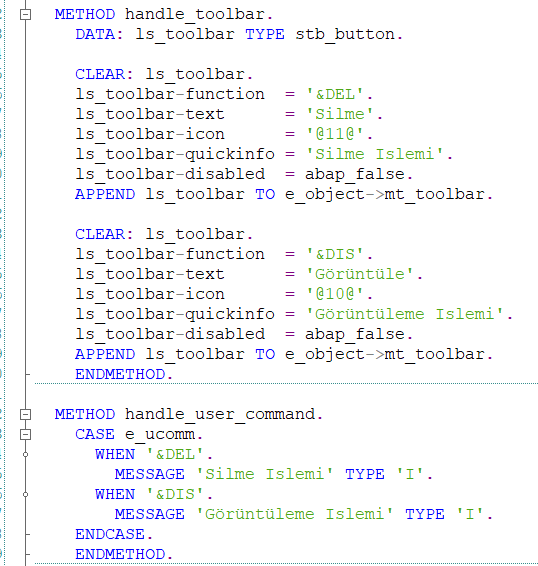 METHOD handle_toolbar.
DATA: ls_toolbar TYPE stb_button.
CLEAR: ls_toolbar.
ls_toolbar-function  = '&DEL'.
ls_toolbar-text      = 'Silme'.
ls_toolbar-icon      = '@11@'.
ls_toolbar-quickinfo = 'Silme Islemi'.
ls_toolbar-disabled  = abap_false.
APPEND ls_toolbar TO e_object->mt_toolbar.
CLEAR: ls_toolbar.
ls_toolbar-function  = '&DIS'.
ls_toolbar-text      = 'Görüntüle'.
ls_toolbar-icon      = '@10@'.
ls_toolbar-quickinfo = 'Görüntüleme Islemi'.
ls_toolbar-disabled  = abap_false.
APPEND ls_toolbar TO e_object->mt_toolbar.
ENDMETHOD.
METHOD handle_user_command.
CASE e_ucomm.
WHEN '&DEL'.
MESSAGE 'Silme Islemi' TYPE 'I'.
WHEN '&DIS'.
MESSAGE 'Görüntüleme Islemi' TYPE 'I'.
ENDCASE.
ENDMETHOD.